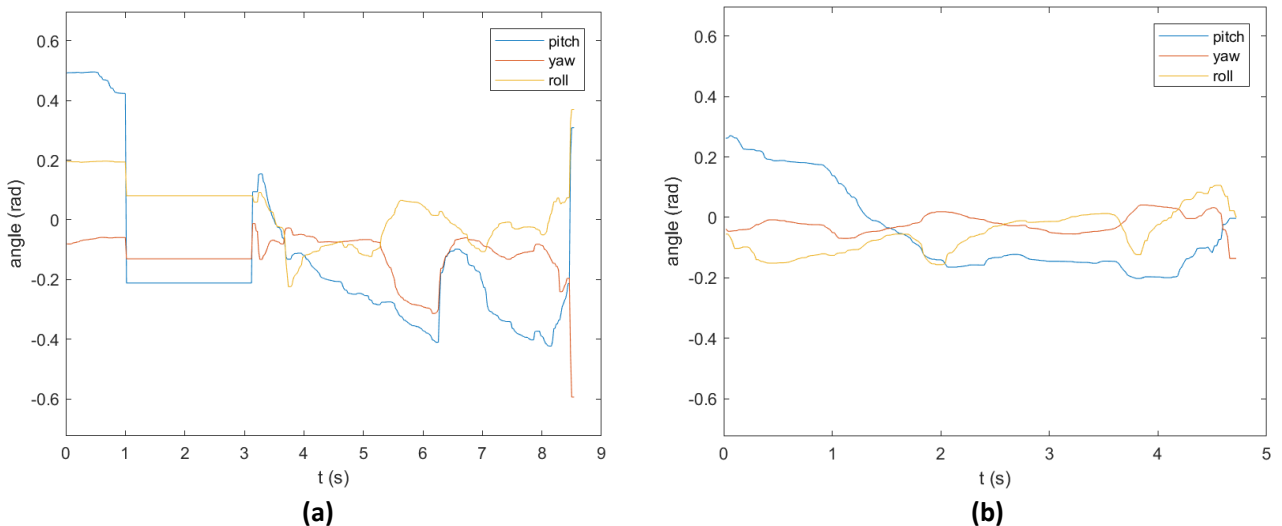 0.6
0.4
0.2
0
-0.2
-0.4
-0.6
angle (rad)
pitch
yaw
roll
0 1 2 3 4 5 6 7 8 9
t (s)
(a)
0.6
0.4
0.2
0
-0.2
-0.4
-0.6
angle (rad)
pitch
yaw
roll
0 1 2 3 4 5
t (s)
(b)